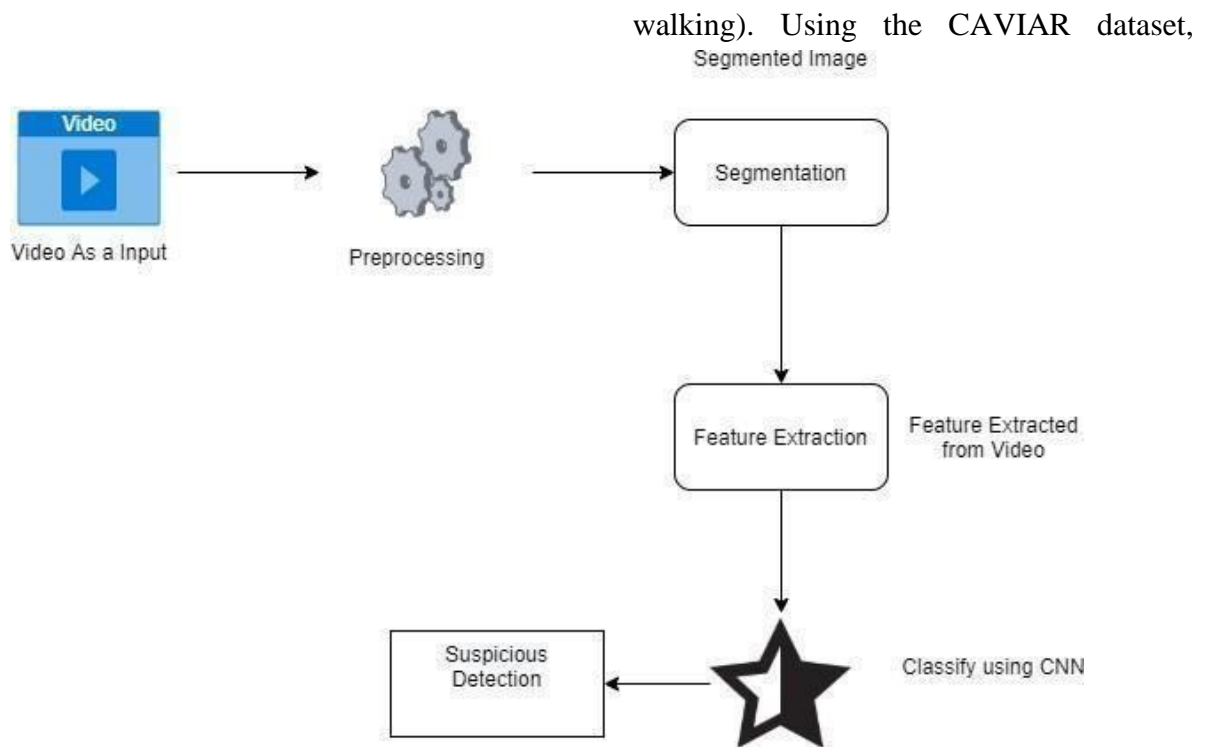 walking). Using the CAVIAR dataset,
Segmented Image
Video
Video As a Input
Preprocessing
Segmentation
Feature Extraction
Feature Extracted
from Video
Suspicious
Detection
Classify using CNN